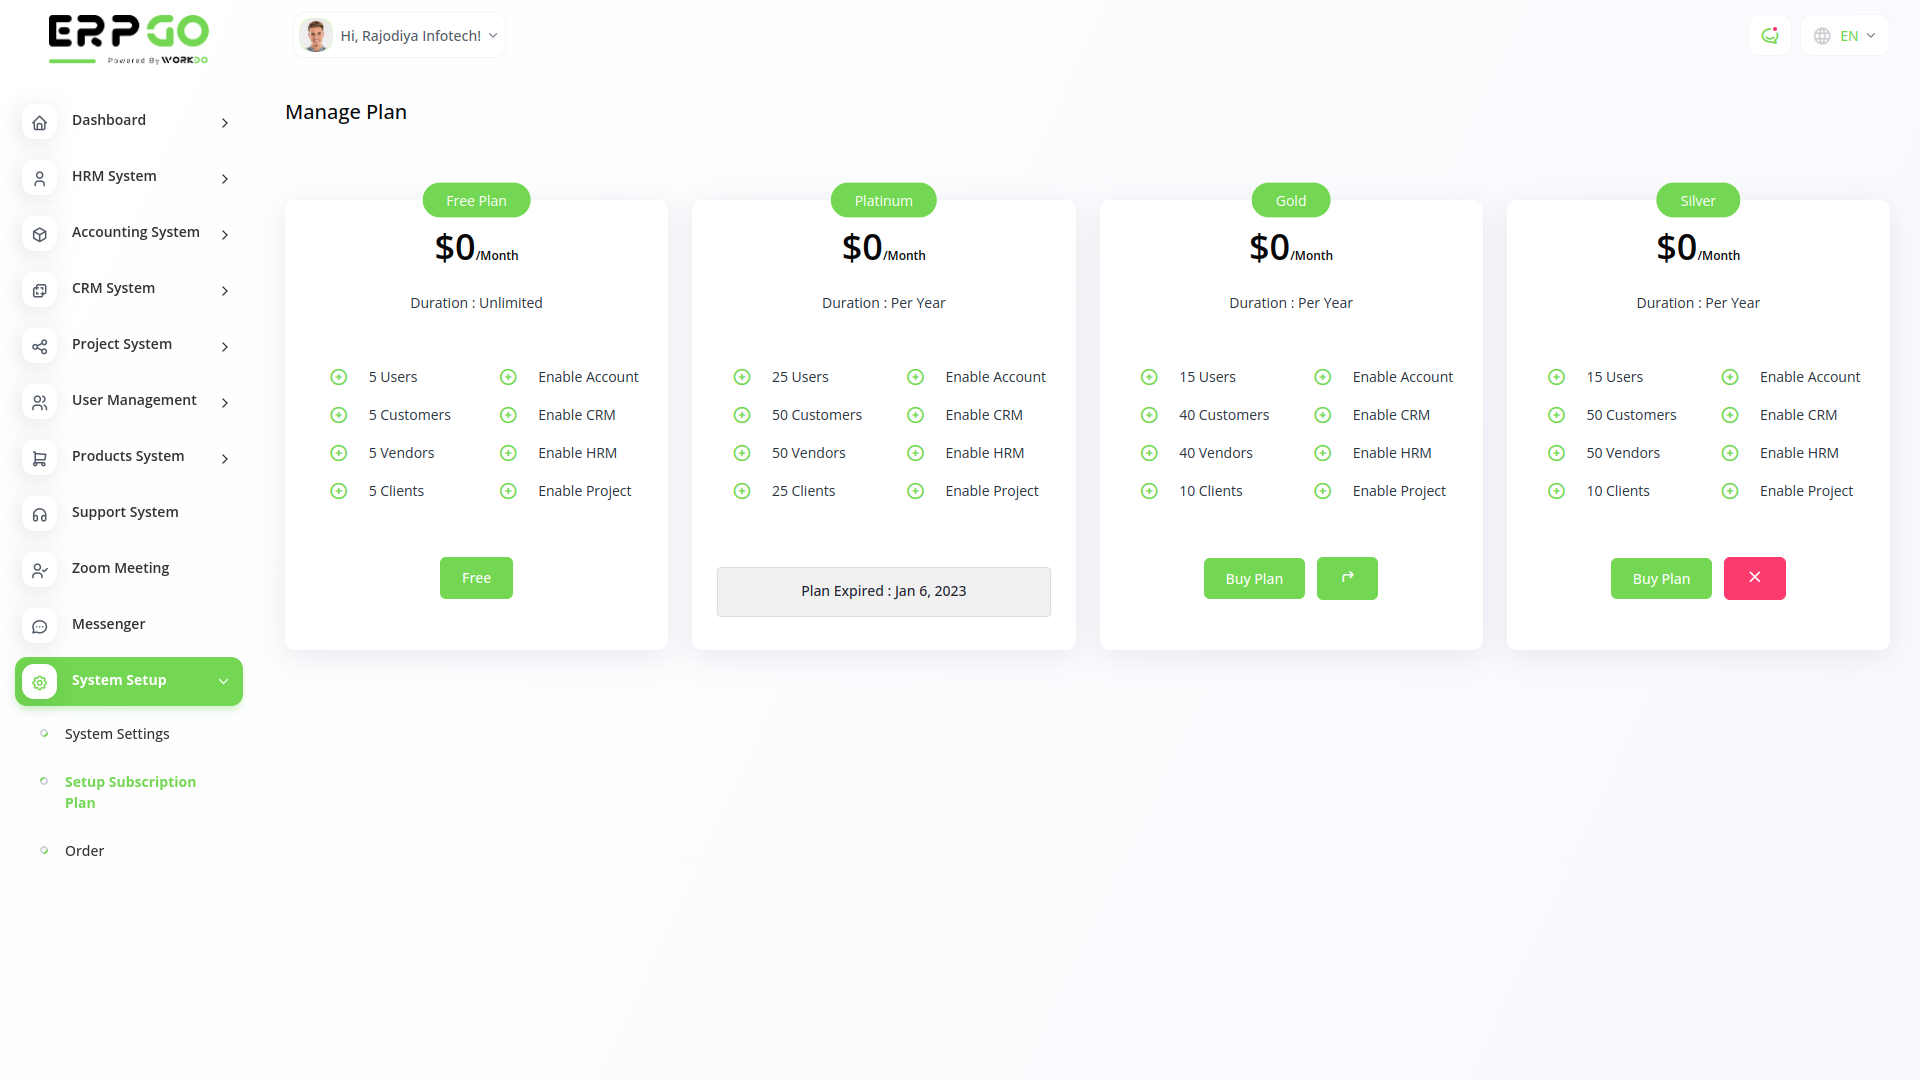 ERPGO
Powered By WORKDO
Hi, Rajodiya Infotech!
EN
Dashboard
HRM System
Accounting System
CRM System
Project System
User Management
Products System
Support System
Zoom Meeting
Messenger
System Setup
System Settings
Setup Subscription
Plan
Order
Manage Plan
Free Plan
$0/Month
Duration : Unlimited
5 Users
Enable Account
5 Customers
Enable CRM
5 Vendors
Enable HRM
5 Clients
Enable Project
Free
Platinum
$0/Month
Duration : Per Year
25 Users
Enable Account
50 Customers
Enable CRM
50 Vendors
Enable HRM
25 Clients
Enable Project
Plan Expired : Jan 6, 2023
Gold
$0/Month
Duration : Per Year
15 Users
Enable Account
40 Customers
Enable CRM
40 Vendors
Enable HRM
10 Clients
Enable Project
Buy Plan
Silver
$0/Month
Duration : Per Year
15 Users
Enable Account
50 Customers
Enable CRM
50 Vendors
Enable HRM
10 Clients
Enable Project
Buy Plan